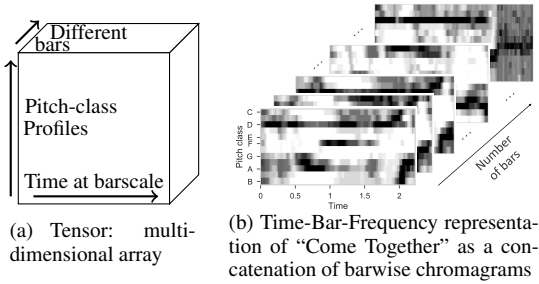 Different
bars
Pitch-class
Profiles
Time at barscale
(a) Tensor: multi-
dimensional array
Pitch class
C
D
E
F
G
A
B
0 0.5 1 1.5 2
Time
...
...
...
Number
of bars
(b) Time-Bar-Frequency representa-
tion of “Come Together” as a con-
catenation of barwise chromagrams